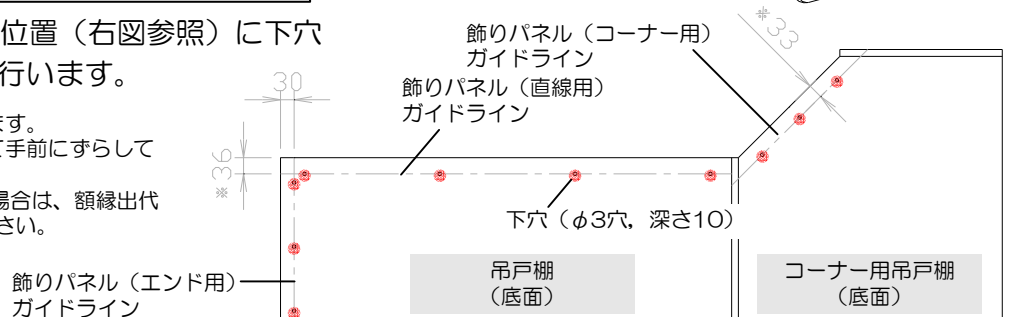 位置（右図参照）に下穴
行います。
ます。
て手前にずらして
場合は、額縁出代
さい。
飾りパネル（コーナー用）
ガイドライン
※33
30
飾りパネル（直線用）
ガイドライン
※36
下穴（φ3穴，深さ10）
飾りパネル（エンド用）
ガイドライン
吊戸棚
（底面）
コーナー用吊戸棚
（底面）